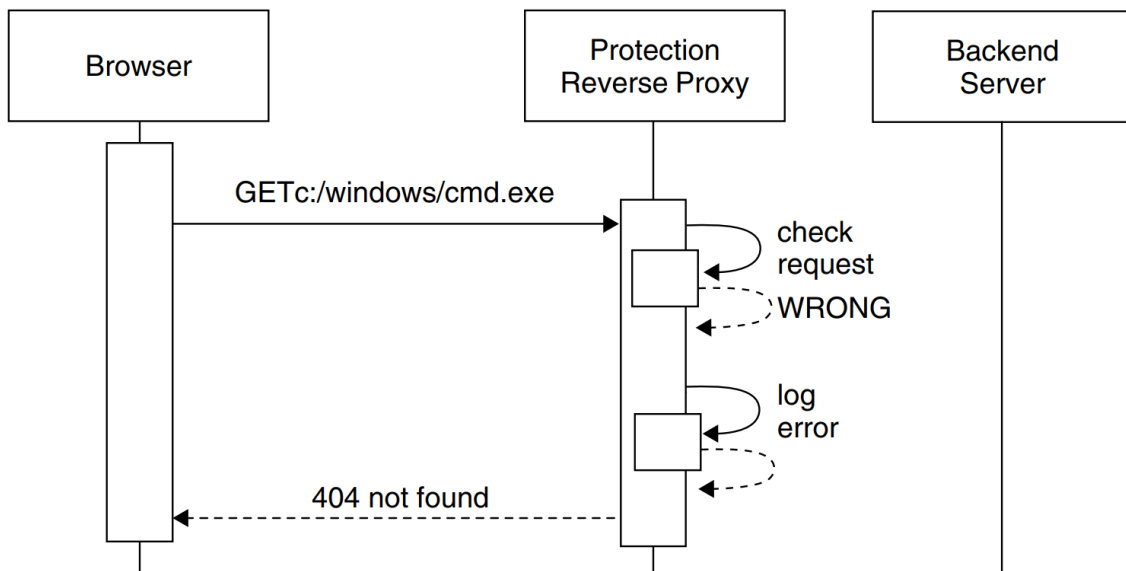 Browser
Protection
Reverse Proxy
Backend
Server
GETc:/windows/cmd.exe
check
request
WRONG
log
error
404 not found